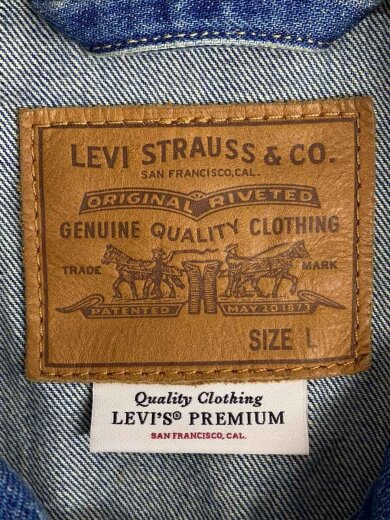 LEVI STRAUSS & CO.
SAN FRANCISCO, CAL.
ORIGINAL RIVETED
GENUINE QUALITY CLOTHING
TRADE MARK
PATENTED MAY 20 1873
SIZE L
Quality Clothing
LEVI'S® PREMIUM
SAN FRANCISCO, CAL.